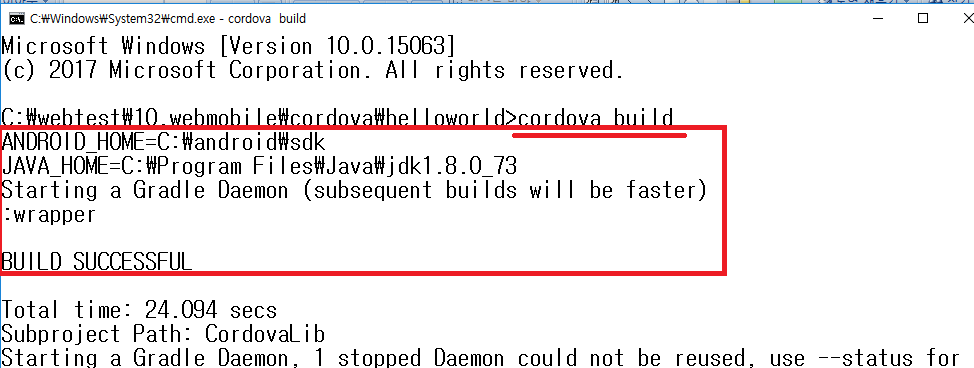 C:₩Windows₩System32₩cmd.exe - cordova  build
Microsoft Windows [Version 10.0.15063]
(c) 2017 Microsoft Corporation. All rights reserved.
C:₩webtest₩10.webmobile₩cordova₩helloworld>cordova build
ANDROID_HOME=C:₩android₩sdk
JAVA_HOME=C:₩Program Files₩Java₩jdk1.8.0_73
Starting a Gradle Daemon (subsequent builds will be faster)
:wrapper
BUILD SUCCESSFUL
Total time: 24.094 secs
Subproject Path: CordovaLib
Starting a Gradle Daemon, 1 stopped Daemon could not be reused, use --status for